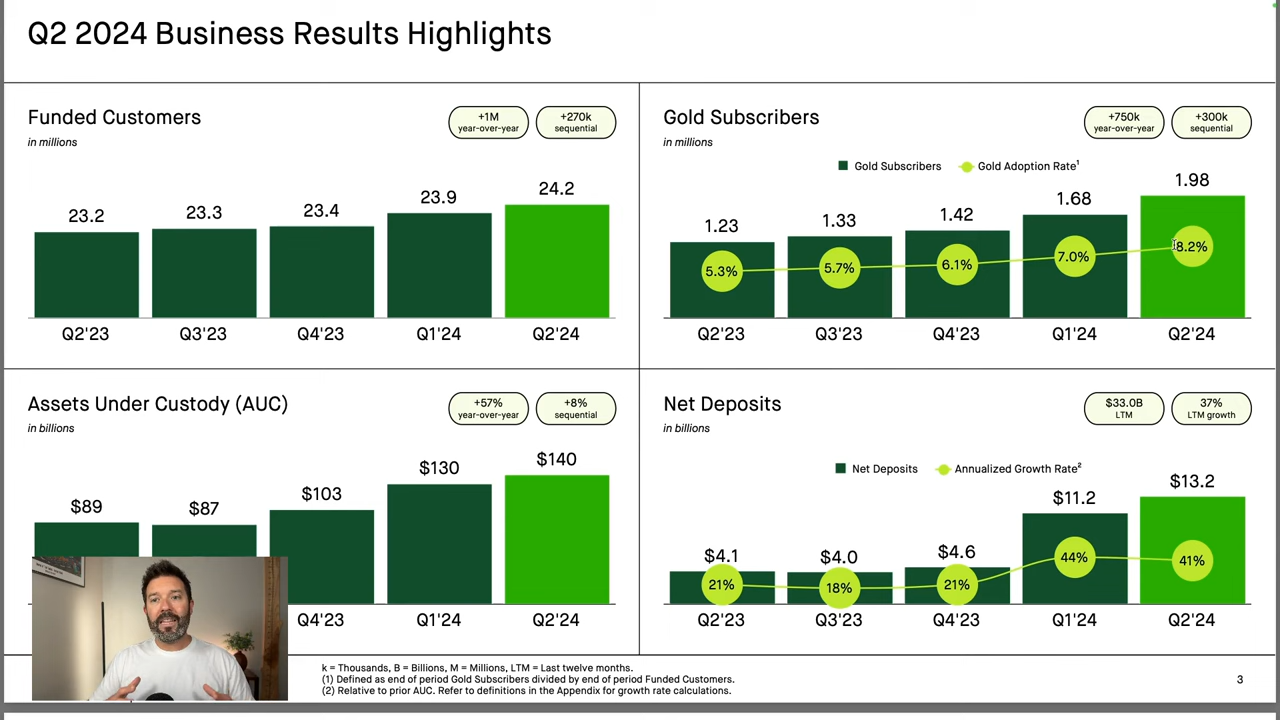 Q2 2024 Business Results Highlights
Funded Customers
in millions
+1M
year-over-year
+270k
sequential
23.2
23.3
23.4
23.9
24.2
Q2'23
Q3'23
Q4'23
Q1'24
Q2'24
Gold Subscribers
in millions
+750k
year-over-year
+300k
sequential
Gold Subscribers
Gold Adoption Rate¹
1.23
1.33
1.42
1.68
1.98
5.3%
5.7%
6.1%
7.0%
8.2%
Q2'23
Q3'23
Q4'23
Q1'24
Q2'24
Assets Under Custody (AUC)
in billions
+57%
year-over-year
+8%
sequential
$89
$87
$103
$130
$140
Q4'23
Q1'24
Q2'24
Net Deposits
in billions
$33.0B
LTM
37%
LTM growth
Net Deposits
Annualized Growth Rate²
$4.1
$4.0
$4.6
$11.2
$13.2
21%
18%
21%
44%
41%
Q2'23
Q3'23
Q4'23
Q1'24
Q2'24
k = Thousands, B = Billions, M = Millions, LTM = Last twelve months.
(1) Defined as end of period Gold Subscribers divided by end of period Funded Customers.
(2) Relative to prior AUC. Refer to definitions in the Appendix for growth rate calculations.
3